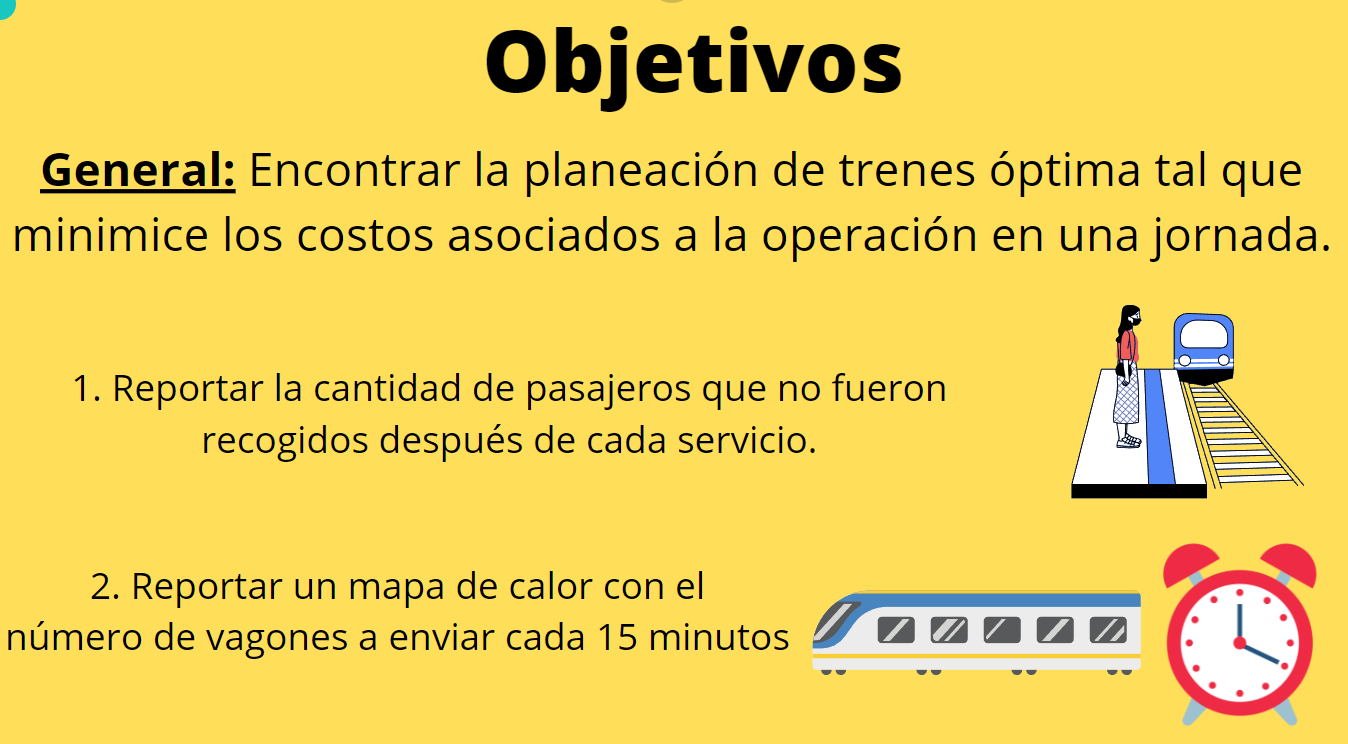 Objetivos
General: Encontrar la planeación de trenes óptima tal que
minimice los costos asociados a la operación en una jornada.
1. Reportar la cantidad de pasajeros que no fueron
recogidos después de cada servicio.
2. Reportar un mapa de calor con el
número de vagones a enviar cada 15 minutos